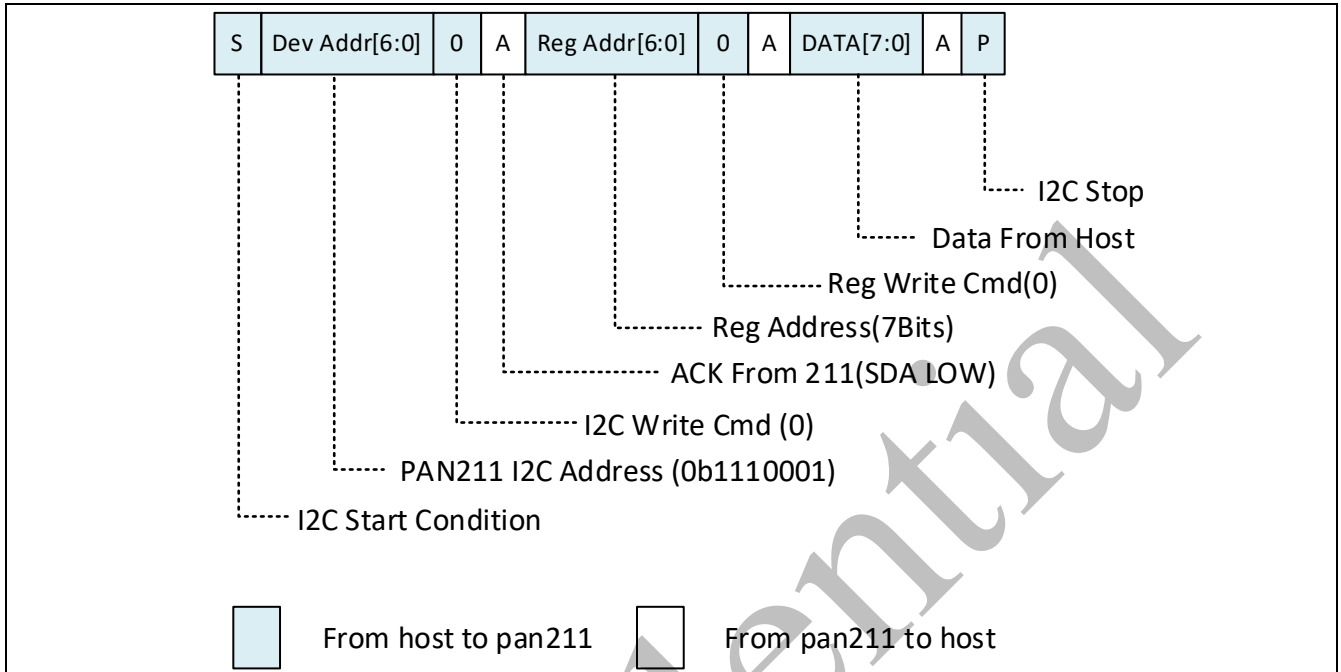 S Dev Addr[6:0] 0 A Reg Addr[6:0] 0 A DATA[7:0] A P
I2C Stop
Data From Host
Reg Write Cmd(0)
Reg Address(7Bits)
ACK From 211(SDA LOW)
I2C Write Cmd (0)
PAN211 I2C Address (0b1110001)
I2C Start Condition
From host to pan211 From pan211 to host
ential